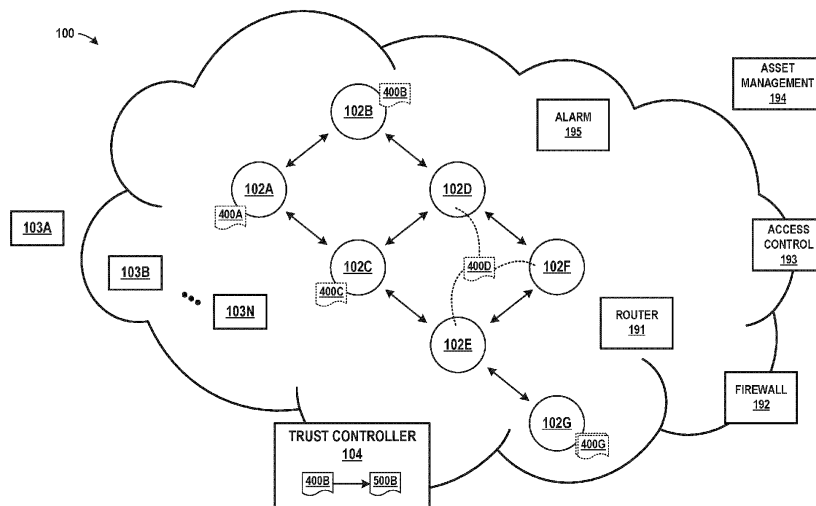 100
ASSET
MANAGEMENT
194
400B
102B
ALARM
195
102A
400A
102D
103A
ACCESS
CONTROL
193
103B
102C
400C
400D
102F
103N
ROUTER
191
102E
FIREWALL
192
TRUST CONTROLLER
104
400B
500B
102G
400G